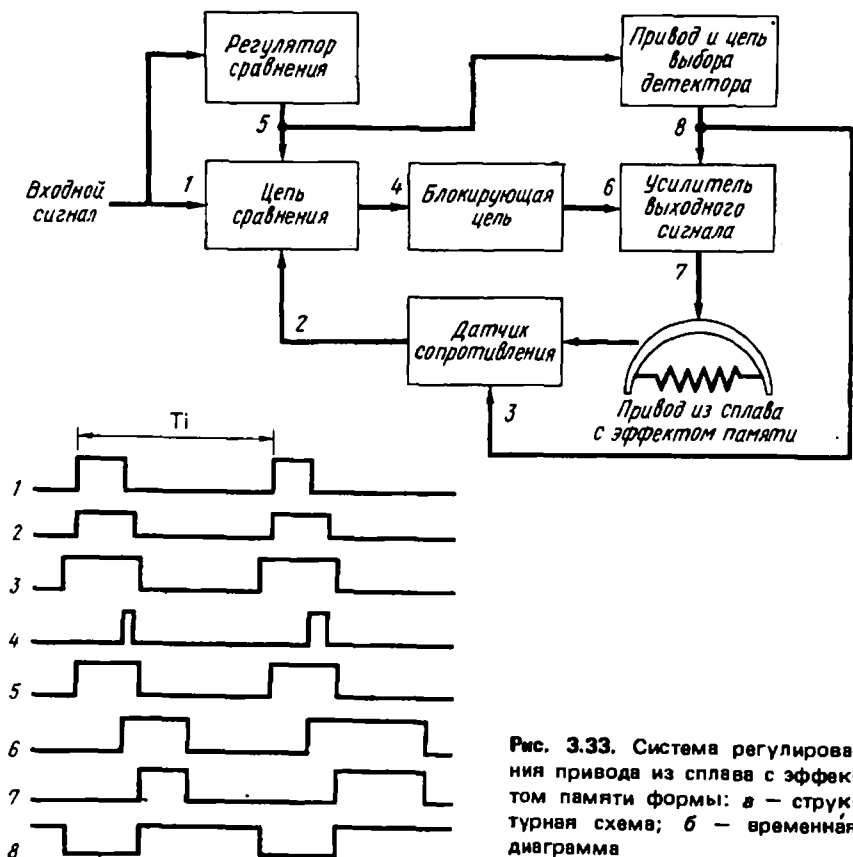 Регулятор
сравнения
Привод и цепь
выбора
детектора
5
8
Входной
сигнал
1
Цепь
сравнения
4
Блокирующая
цепь
6
Усилитель
выходного
сигнала
7
2
Датчик
сопротивления
3
Привод из сплава
с эффектом памяти
Ti
1
2
3
4
5
6
7
8
Рис. 3.33. Система регулирова-
ния привода из сплава с эффек-
том памяти формы: а — струк-
турная схема; б — временная
диаграмма